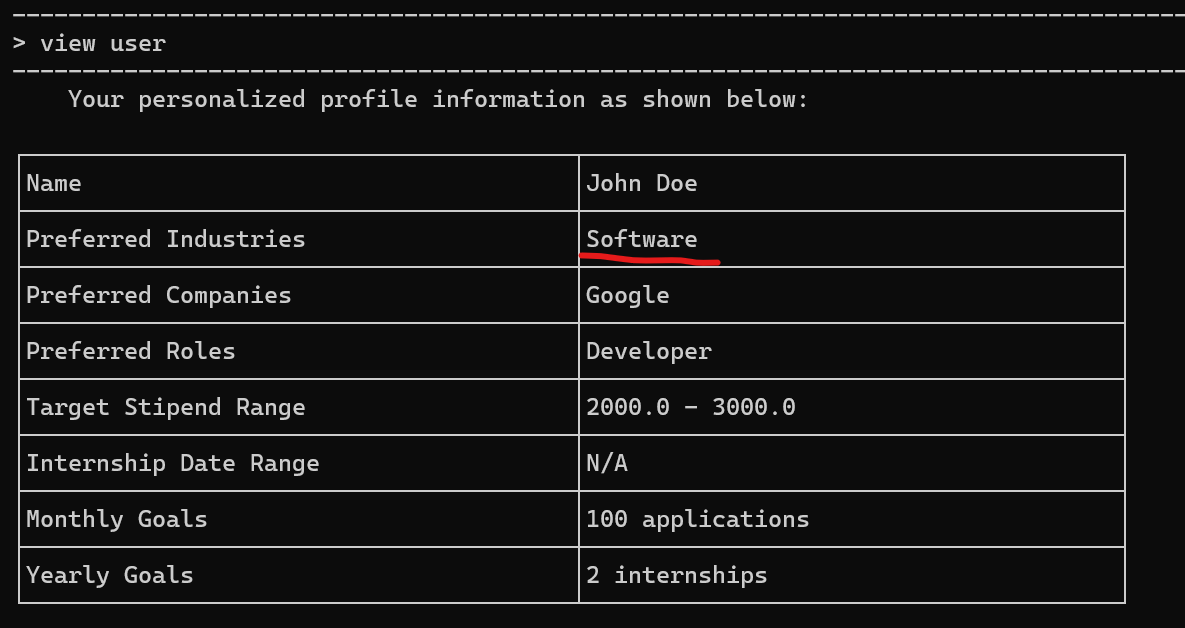 > view user
Your personalized profile information as shown below:
Name John Doe
Preferred Industries Software
Preferred Companies Google
Preferred Roles Developer
Target Stipend Range 2000.0 - 3000.0
Internship Date Range N/A
Monthly Goals 100 applications
Yearly Goals 2 internships